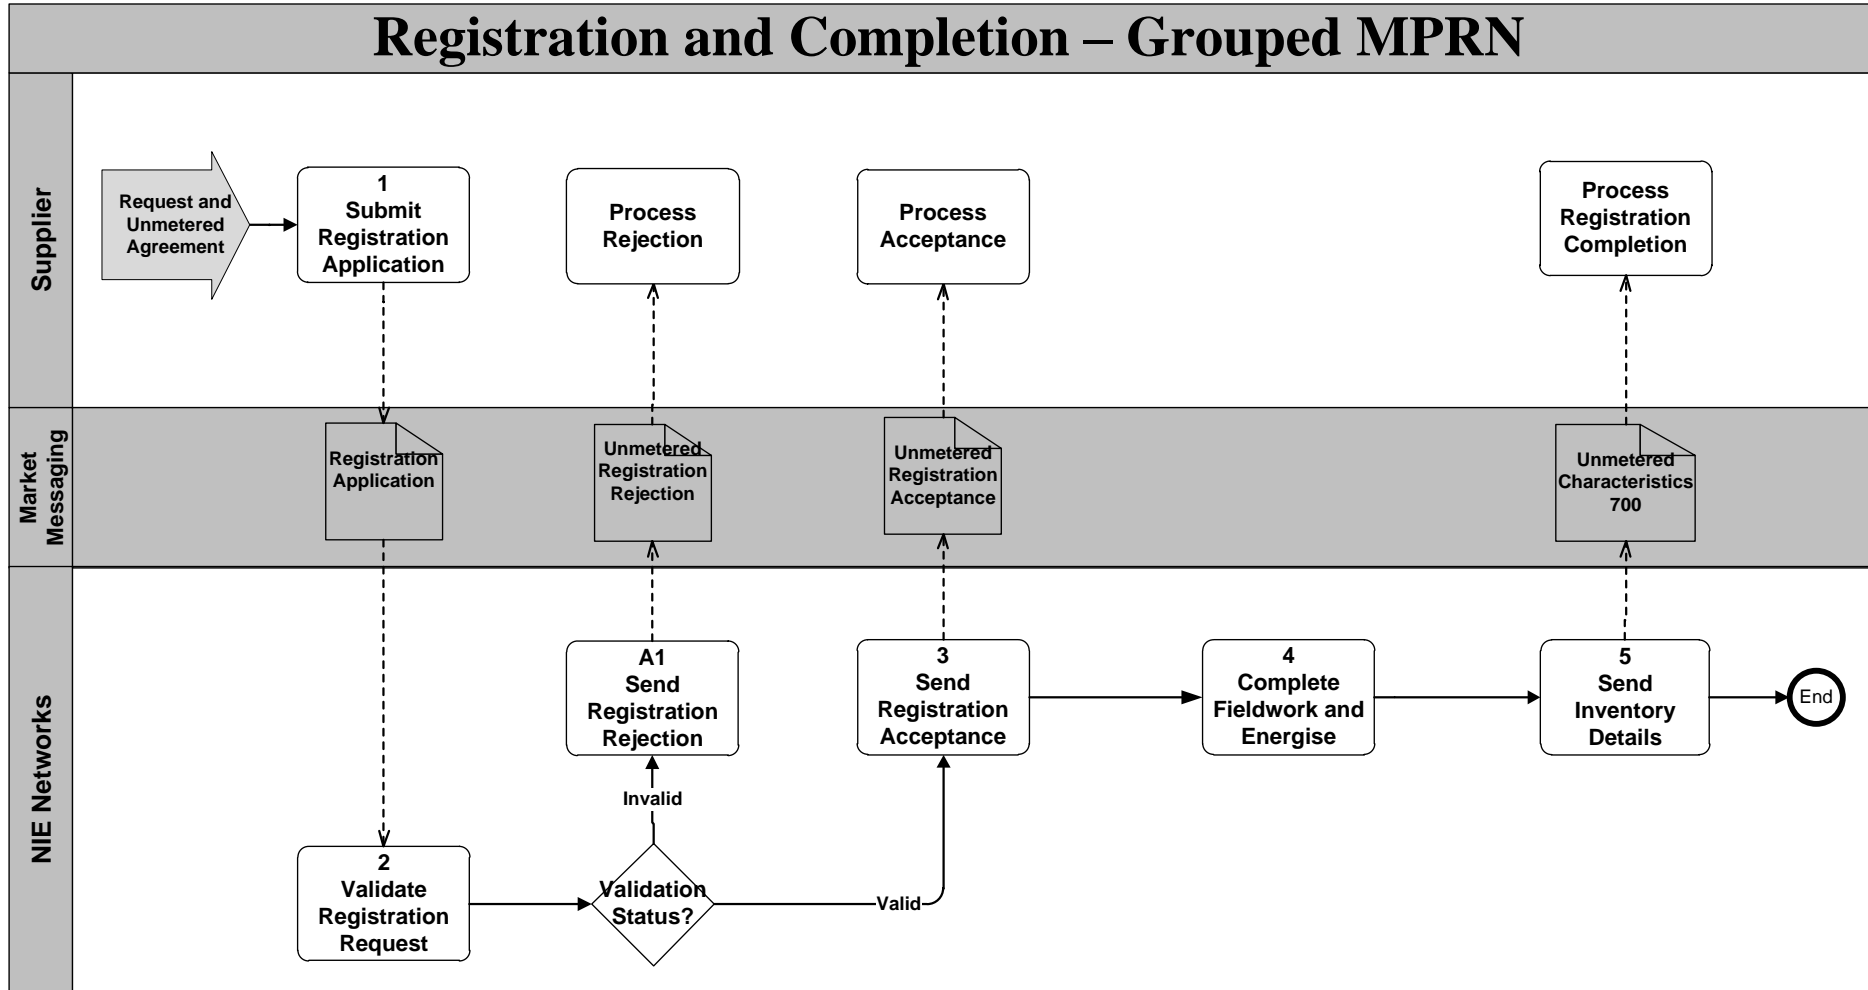 Registration and Completion – Grouped MPRN
Supplier
Request and
Unmetered
Agreement
1
Submit
Registration
Application
Process
Rejection
Process
Acceptance
Process
Registration
Completion
Market
Messaging
Registration
Application
Unmetered
Registration
Rejection
Unmetered
Registration
Acceptance
Unmetered
Characteristics
700
NIE Networks
A1
Send
Registration
Rejection
3
Send
Registration
Acceptance
4
Complete
Fieldwork and
Energise
5
Send
Inventory
Details
End
Invalid
2
Validate
Registration
Request
Validation
Status?
Valid